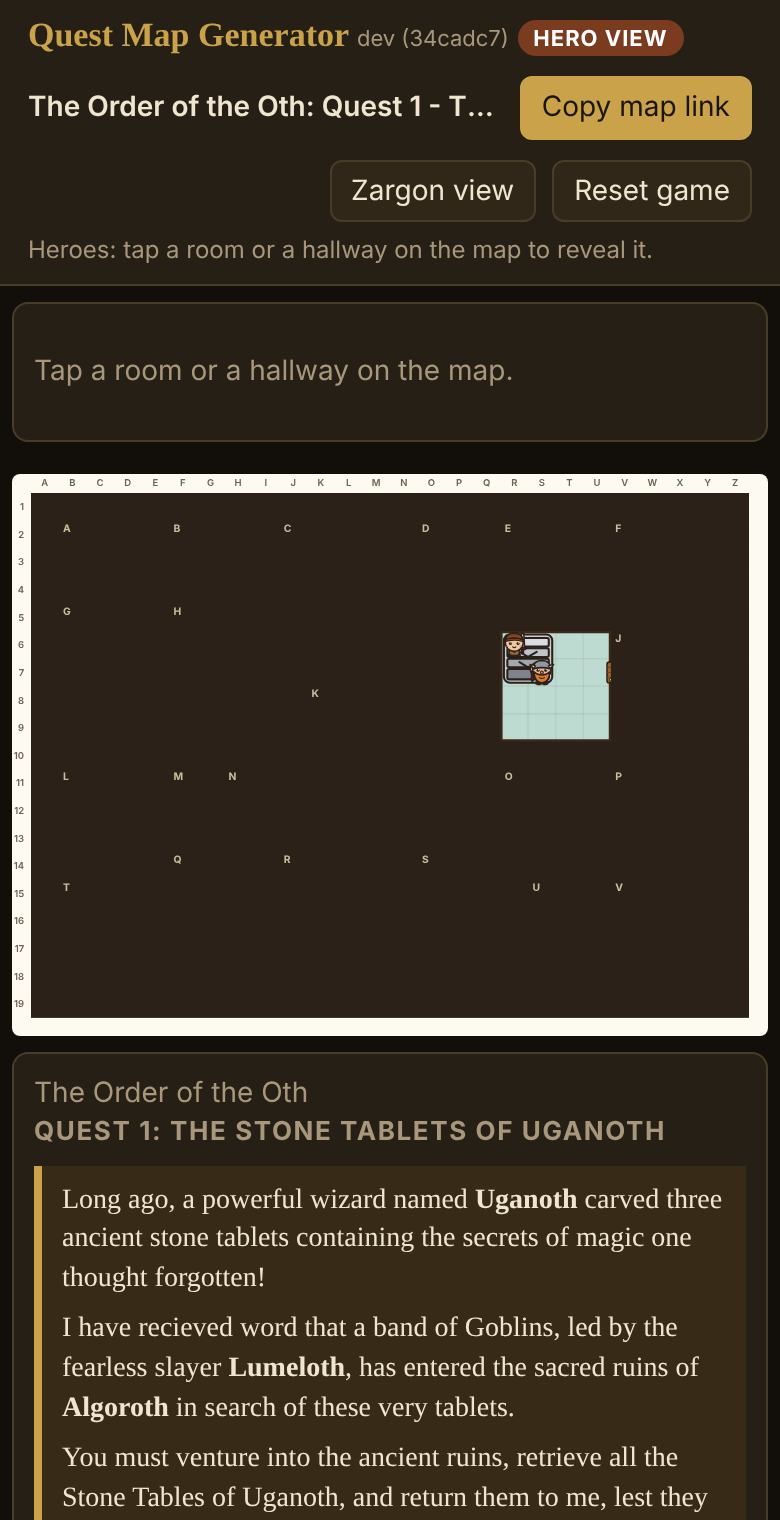 Quest Map Generator dev (34cadc7) HERO VIEW
The Order of the Oth: Quest 1 - T...
Copy map link
Zargon view
Reset game
Heroes: tap a room or a hallway on the map to reveal it.
Tap a room or a hallway on the map.
A B C D E F G H I J K L M N O P Q R S T U V W X Y Z
1
2
3
4
5
6
7
8
9
10
11
12
13
14
15
16
17
18
19
A B C D E F
G H
J
K
L M N O P
Q R S
T U V
The Order of the Oth
QUEST 1: THE STONE TABLETS OF UGANOTH
Long ago, a powerful wizard named Uganoth carved three
ancient stone tablets containing the secrets of magic one
thought forgotten!
I have recieved word that a band of Goblins, led by the
fearless slayer Lumeloth, has entered the sacred ruins of
Algoroth in search of these very tablets.
You must venture into the ancient ruins, retrieve all the
Stone Tables of Uganoth, and return them to me, lest they